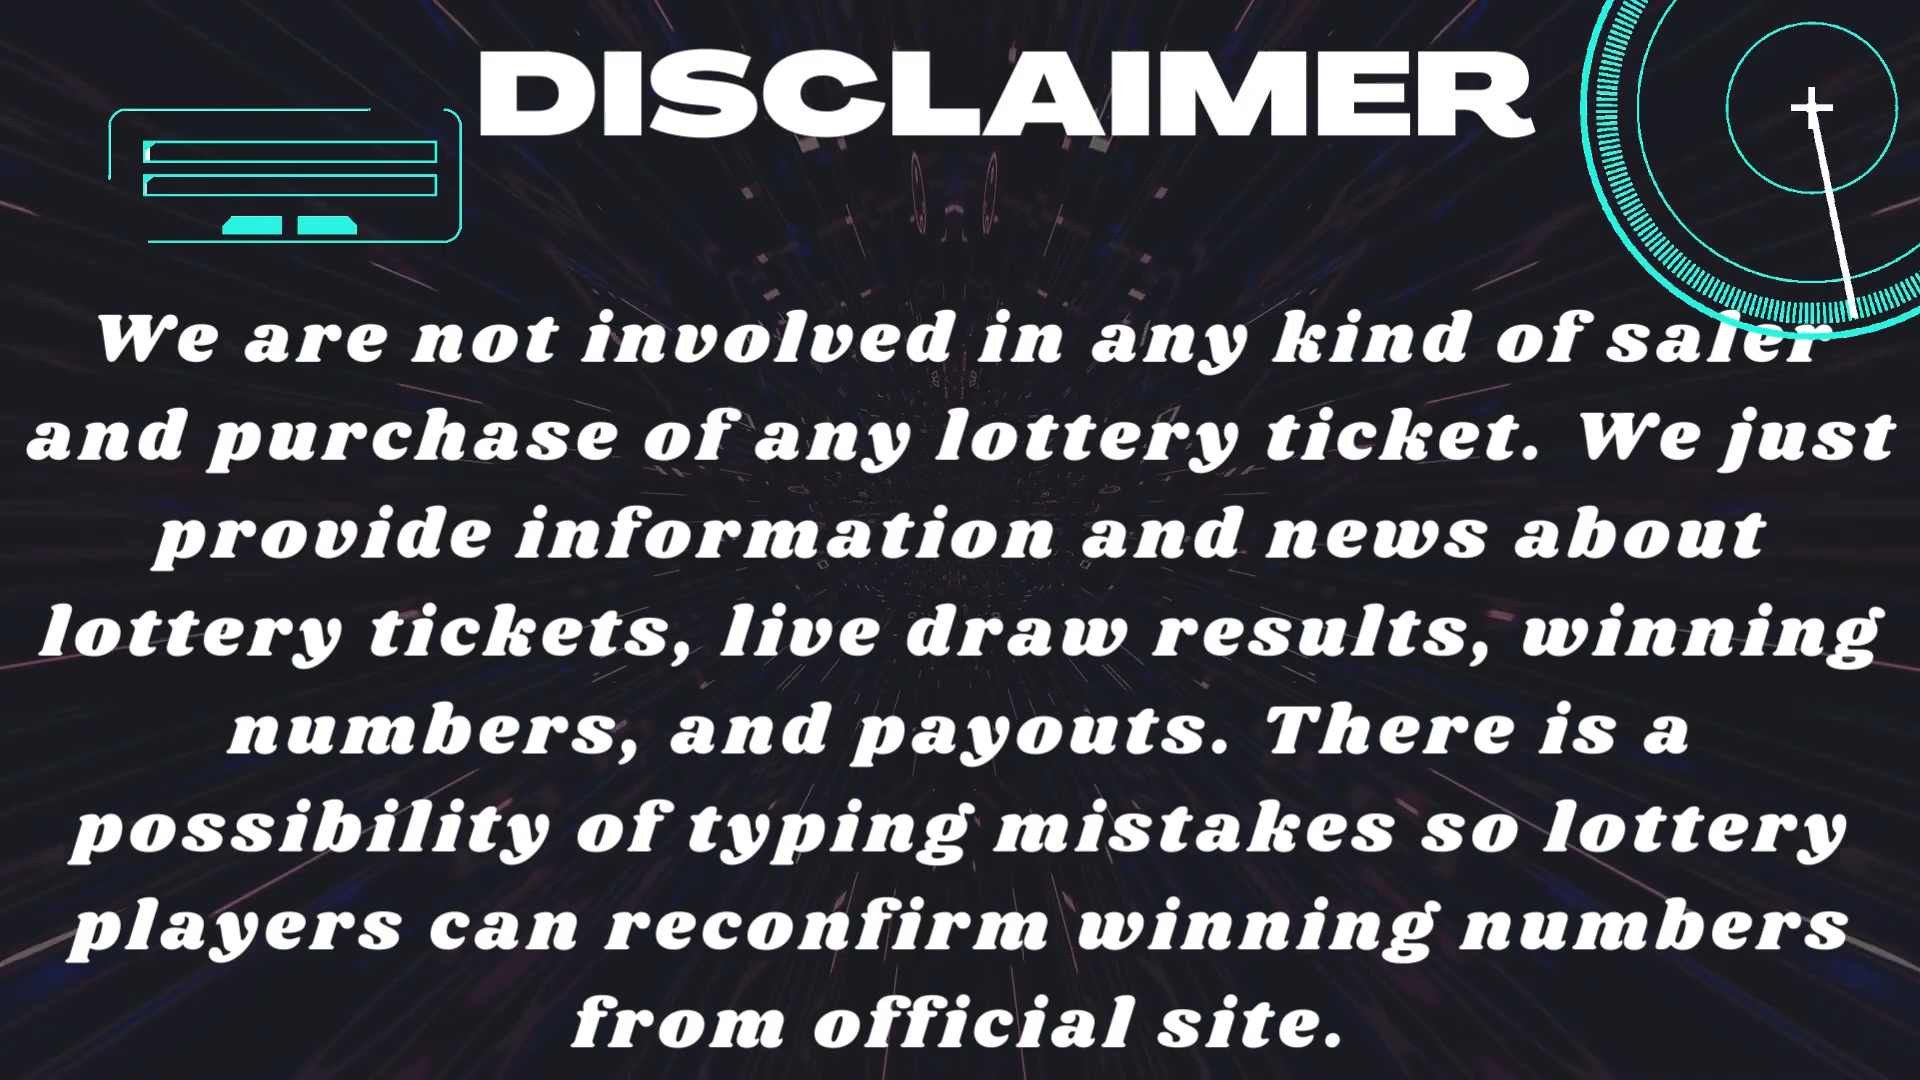 DISCLAIMER
We are not involved in any kind of saler
and purchase of any lottery ticket. We just
provide information and news about
lottery tickets, live draw results, winning
numbers, and payouts. There is a
possibility of typing mistakes so lottery
players can reconfirm winning numbers
from official site.